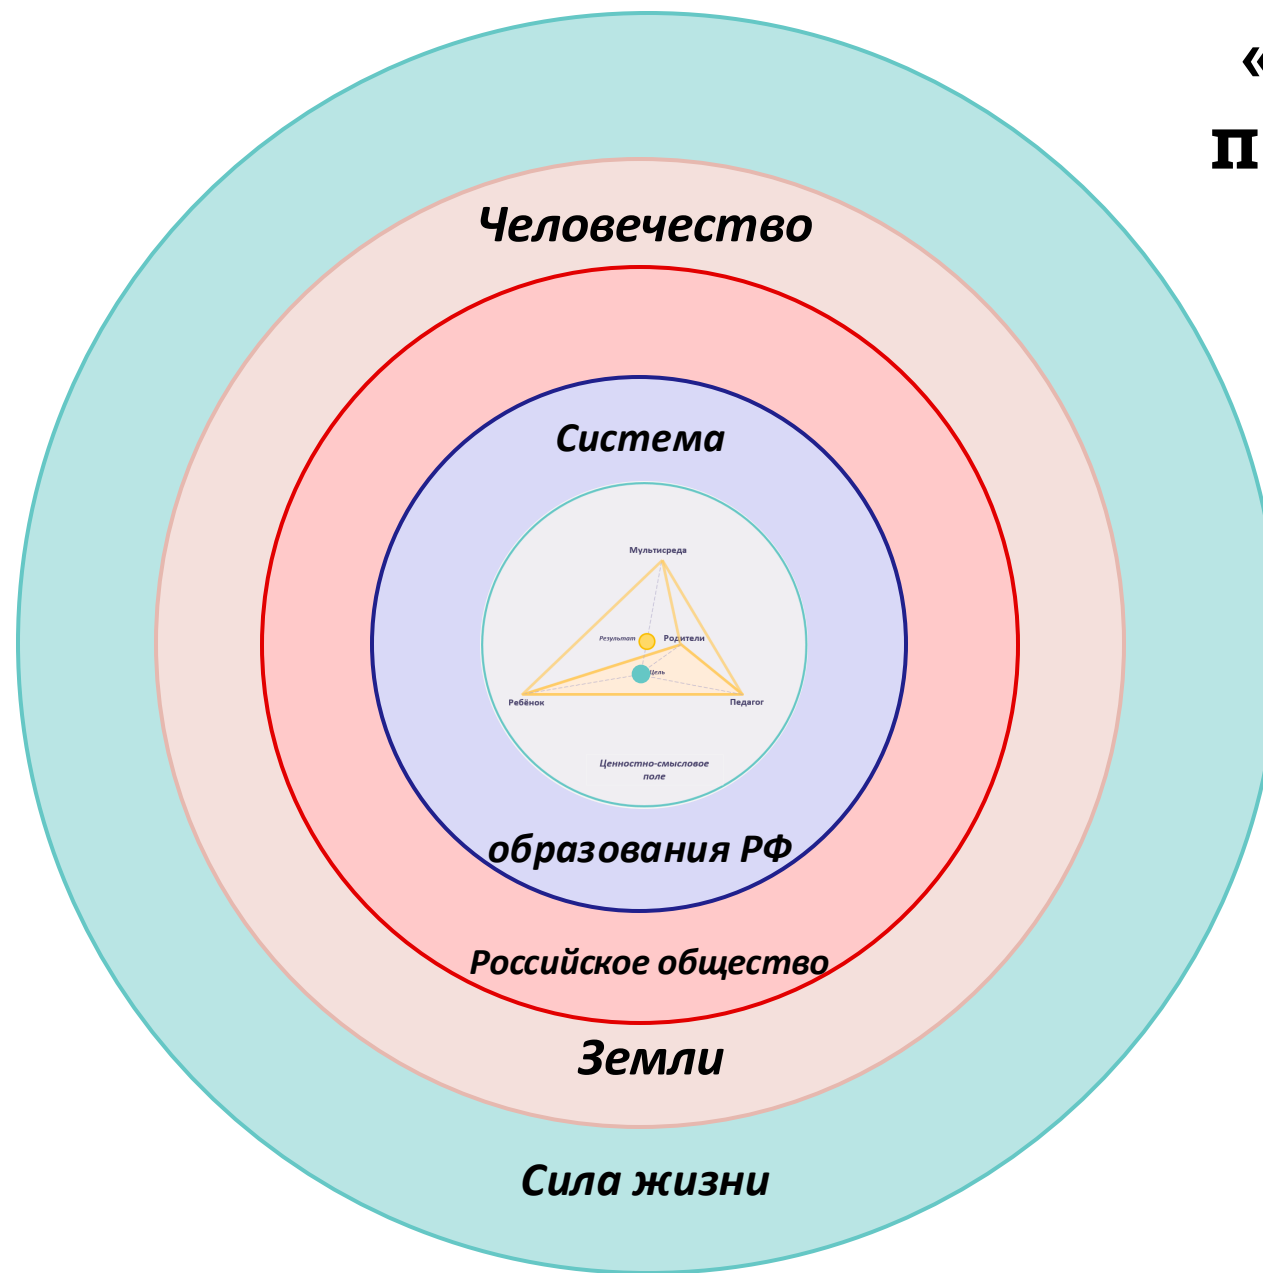 «
п
Человечество
Система
Мультисреда
Результат
Родители
Цель
Ребёнок
Педагог
Ценностно-смысловое
поле
образования РФ
Российское общество
Земли
Сила жизни